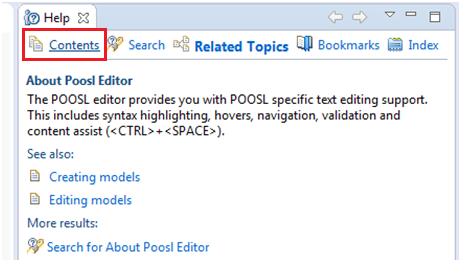 Help
Contents Search Related Topics Bookmarks Index
About Poosl Editor
The POOSL editor provides you with POOSL specific text editing support.
This includes syntax highlighting, hovers, navigation, validation and
content assist (<CTRL>+<SPACE>).
See also:
Creating models
Editing models
More results:
Search for About Poosl Editor